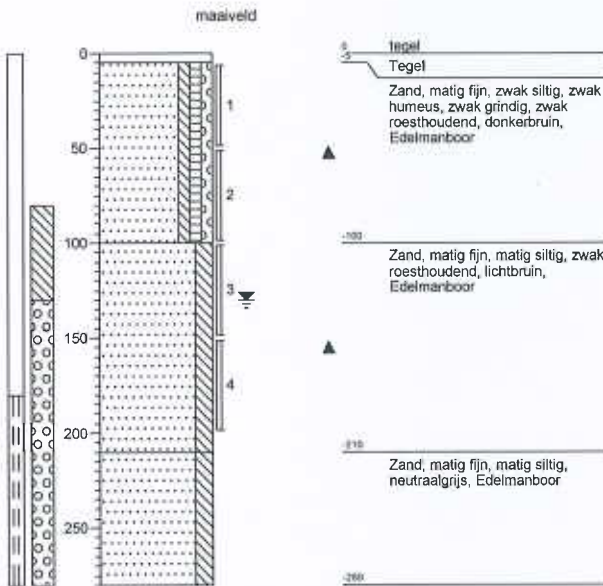 maaiveld
0
50
100
150
200
250
1
2
3
4
0
tegel
-5
Tegel
Zand, matig fijn, zwak siltig, zwak
humeus, zwak grindig, zwak
roesthoudend, donkerbruin,
Edelmanboor
-100
Zand, matig fijn, matig siltig, zwak
roesthoudend, lichtbruin,
Edelmanboor
-210
Zand, matig fijn, matig siltig,
neutraalgrijs, Edelmanboor
-280